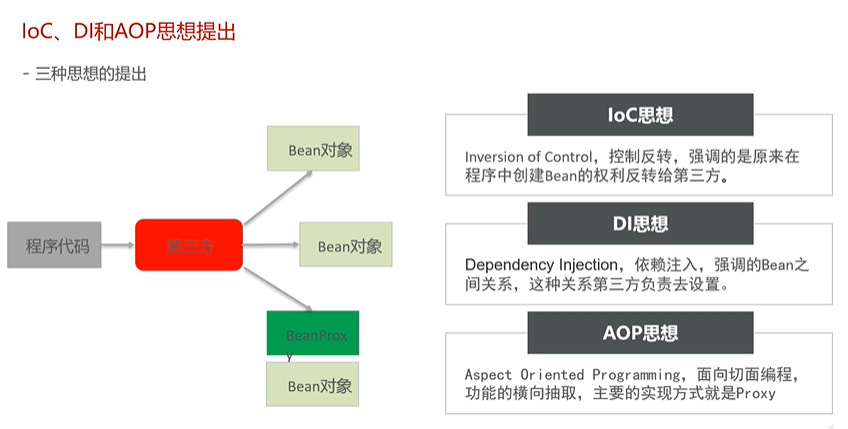 IoC、DI和AOP思想提出
- 三种思想的提出
Bean对象
程序代码
第三方
Bean对象
BeanProx
y
Bean对象
IoC思想
Inversion of Control，控制反转，强调的是原来在
程序中创建Bean的权利反转给第三方。
DI思想
Dependency Injection，依赖注入，强调的Bean之
间关系，这种关系第三方负责去设置。
AOP思想
Aspect Oriented Programming，面向切面编程，
功能的横向抽取，主要的实现方式就是Proxy